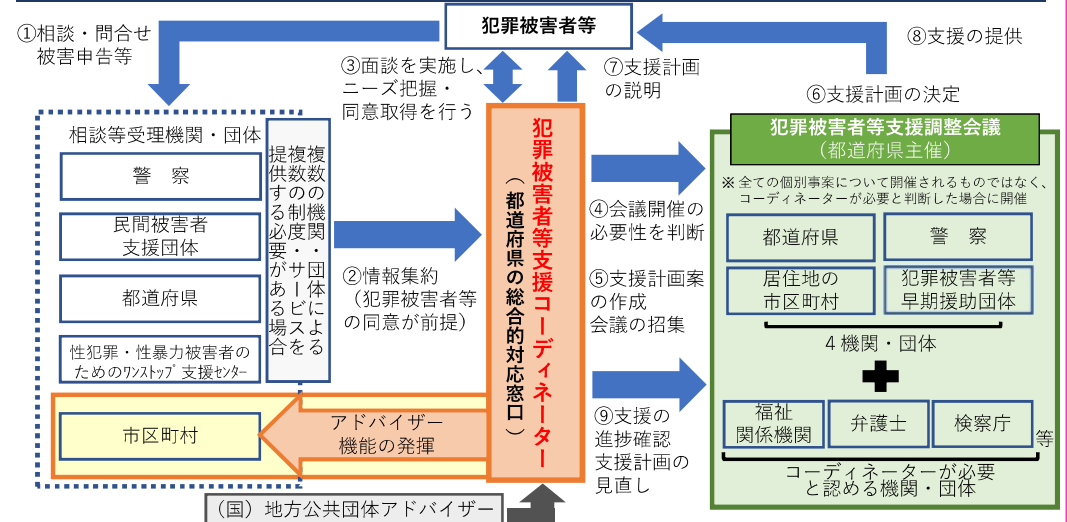 犯罪被害者等
①相談・問合せ
被害申告等
③面談を実施し、
ニーズ把握・
同意取得を行う
⑦支援計画
の説明
⑧支援の提供
⑥支援計画の決定
相談等受理機関・団体
警 察
民間被害者
支援団体
都道府県
性犯罪・性暴力被害者の
ためのﾜﾝｽﾄｯﾌﾟ支援ｾﾝﾀｰ
市区町村
複数の機関・団体による
複数の制度・サービスを
提供する必要がある場合
②情報集約
（犯罪被害者等
の同意が前提）
アドバイザー
機能の発揮
犯罪被害者等支援コーディネーター
（都道府県の総合的対応窓口）
④会議開催の
必要性を判断
⑤支援計画案
の作成
会議の招集
⑨支援の
進捗確認
支援計画の
見直し
犯罪被害者等支援調整会議
（都道府県主催）
※全ての個別事案について開催されるものではなく、
コーディネーターが必要と判断した場合に開催
都道府県
警 察
居住地の
市区町村
犯罪被害者等
早期援助団体
４機関・団体
福祉
関係機関
弁護士
検察庁
等
コーディネーターが必要
と認める機関・団体
（国）地方公共団体アドバイザー